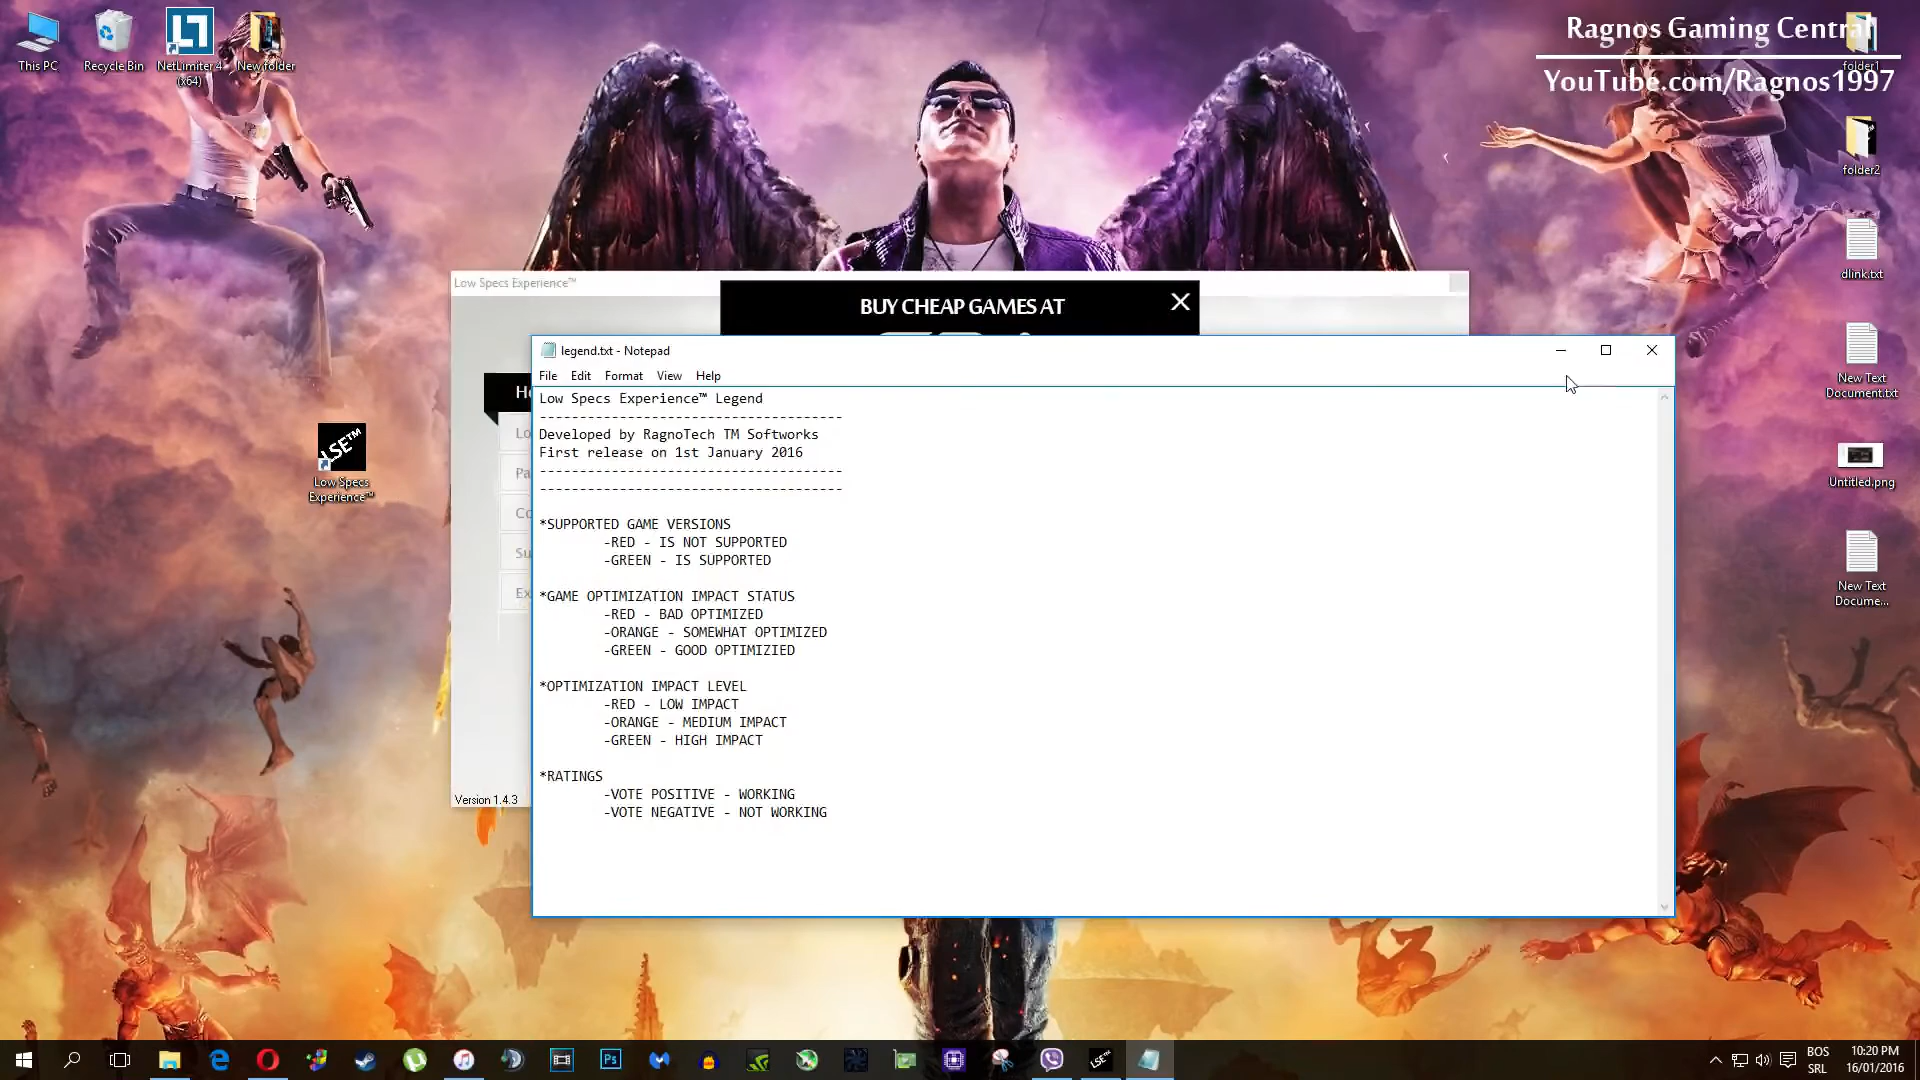 This PC
Recycle Bin
NetLimiter 4
(x64)
New folder
Ragnos Gaming Central
YouTube.com/Ragnos1997
folder1
folder2
dlink.txt
New Text
Document.txt
Untitled.png
New Text
Docume...
LSE™
Low Specs
Experience™
Low Specs Experience™
BUY CHEAP GAMES AT
Version 1.4.3
legend.txt - Notepad
File Edit Format View Help
Low Specs Experience™ Legend
--------------------------------------
Developed by RagnoTech TM Softworks
First release on 1st January 2016
--------------------------------------
--------------------------------------
*SUPPORTED GAME VERSIONS
-RED - IS NOT SUPPORTED
-GREEN - IS SUPPORTED
*GAME OPTIMIZATION IMPACT STATUS
-RED - BAD OPTIMIZED
-ORANGE - SOMEWHAT OPTIMIZED
-GREEN - GOOD OPTIMIZIED
*OPTIMIZATION IMPACT LEVEL
-RED - LOW IMPACT
-ORANGE - MEDIUM IMPACT
-GREEN - HIGH IMPACT
*RATINGS
-VOTE POSITIVE - WORKING
-VOTE NEGATIVE - NOT WORKING
Ps
LSE™
BOS
SRL
10:20 PM
16/01/2016